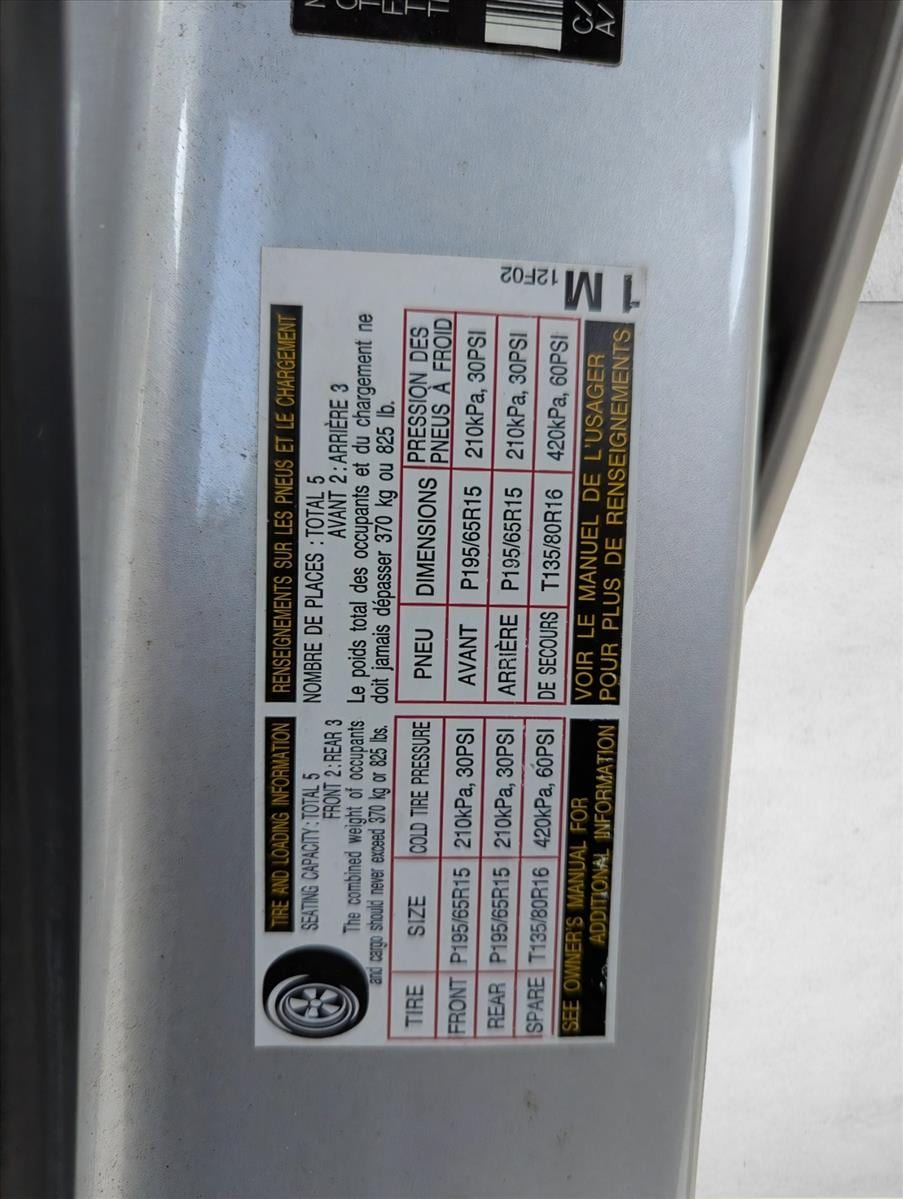 TIRE AND LOADING INFORMATION
SEATING CAPACITY: TOTAL 5
FRONT 2: REAR 3
The combined weight of occupants
and cargo should never exceed 370 kg or 825 lbs.
TIRE SIZE COLD TIRE PRESSURE
FRONT P195/65R15 210kPa, 30PSI
REAR P195/65R15 210kPa, 30PSI
SPARE T135/80R16 420kPa, 60PSI
SEE OWNER'S MANUAL FOR
ADDITIONAL INFORMATION
RENSEIGNEMENTS SUR LES PNEUS ET LE CHARGEMENT
NOMBRE DE PLACES : TOTAL 5
AVANT 2: ARRIÈRE 3
Le poids total des occupants et du chargement ne
doit jamais dépasser 370 kg ou 825 lb.
PNEU DIMENSIONS PRESSION DES
PNEUS À FROID
AVANT P195/65R15 210kPa, 30PSI
ARRIÈRE P195/65R15 210kPa, 30PSI
DE SECOURS T135/80R16 420kPa, 60PSI
VOIR LE MANUEL DE L'USAGER
POUR PLUS DE RENSEIGNEMENTS
12F02
M
1
C/
A/